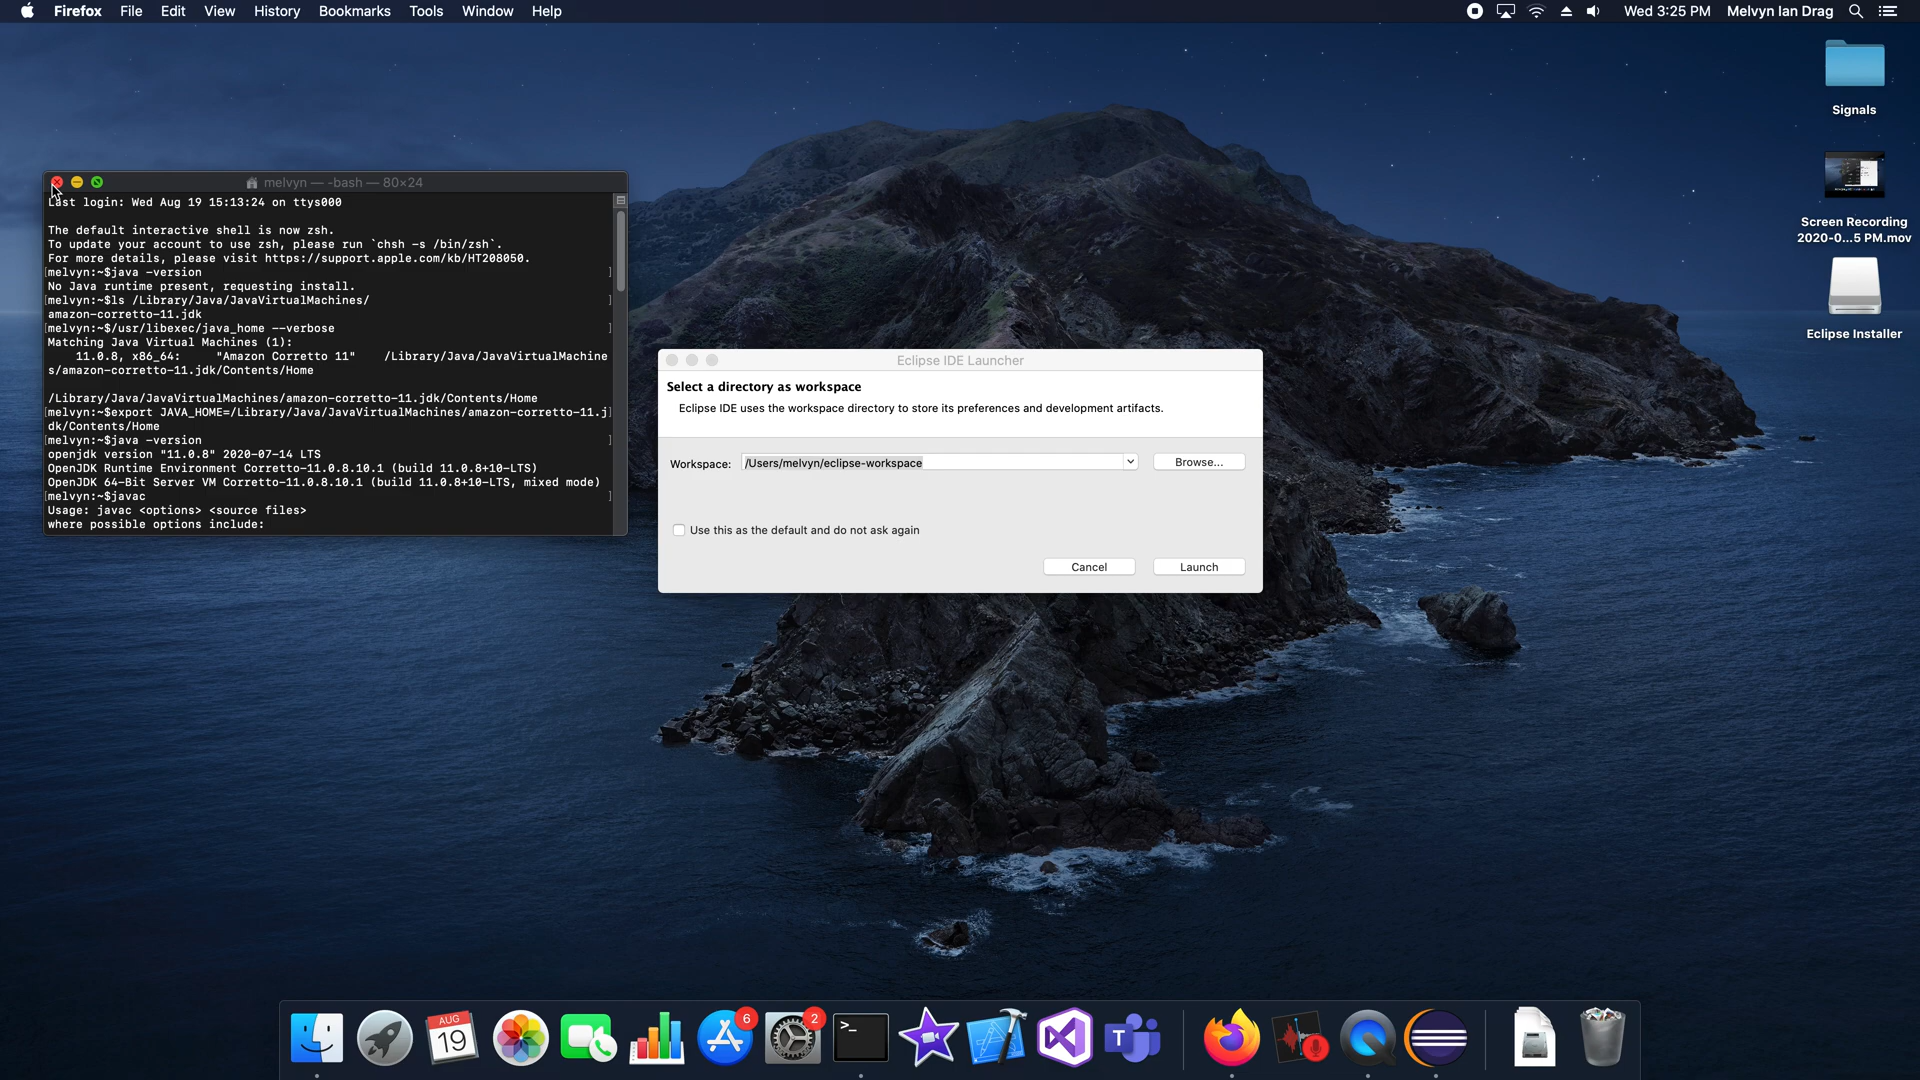 Firefox File Edit View History Bookmarks Tools Window Help
Wed 3:25 PM Melvyn Ian Drag
Signals
Screen Recording
2020-0...5 PM.mov
Eclipse Installer
melvyn — -bash — 80×24
Last login: Wed Aug 19 15:13:24 on ttys000
The default interactive shell is now zsh.
To update your account to use zsh, please run `chsh -s /bin/zsh`.
For more details, please visit https://support.apple.com/kb/HT208050.
[melvyn:~$java -version ]
No Java runtime present, requesting install.
[melvyn:~$ls /Library/Java/JavaVirtualMachines/ ]
amazon-corretto-11.jdk
[melvyn:~$/usr/libexec/java_home --verbose ]
Matching Java Virtual Machines (1):
11.0.8, x86_64: "Amazon Corretto 11" /Library/Java/JavaVirtualMachine
s/amazon-corretto-11.jdk/Contents/Home
/Library/Java/JavaVirtualMachines/amazon-corretto-11.jdk/Contents/Home
[melvyn:~$export JAVA_HOME=/Library/Java/JavaVirtualMachines/amazon-corretto-11.j]
dk/Contents/Home
[melvyn:~$java -version ]
openjdk version "11.0.8" 2020-07-14 LTS
OpenJDK Runtime Environment Corretto-11.0.8.10.1 (build 11.0.8+10-LTS)
OpenJDK 64-Bit Server VM Corretto-11.0.8.10.1 (build 11.0.8+10-LTS, mixed mode)
[melvyn:~$javac ]
Usage: javac <options> <source files>
where possible options include:
Eclipse IDE Launcher
Select a directory as workspace
Eclipse IDE uses the workspace directory to store its preferences and development artifacts.
Workspace: /Users/melvyn/eclipse-workspace Browse...
Use this as the default and do not ask again
Cancel Launch
AUG
19
6
2
>_
T